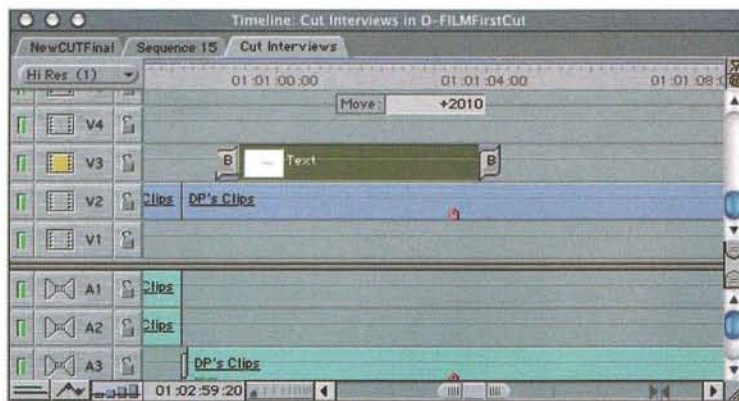 Timeline: Cut Interviews in D-FILMFirstCut
NewCUTFinal Sequence 15 Cut Interviews
Hi Res (1) 01:01:00:00 01:01:04:00 01:01:08:0
Move: +2010
V4
V3 B Text B
V2 Clips DP's Clips
V1
A1 Clips
A2 Clips
A3 DP's Clips
01:02:59:20